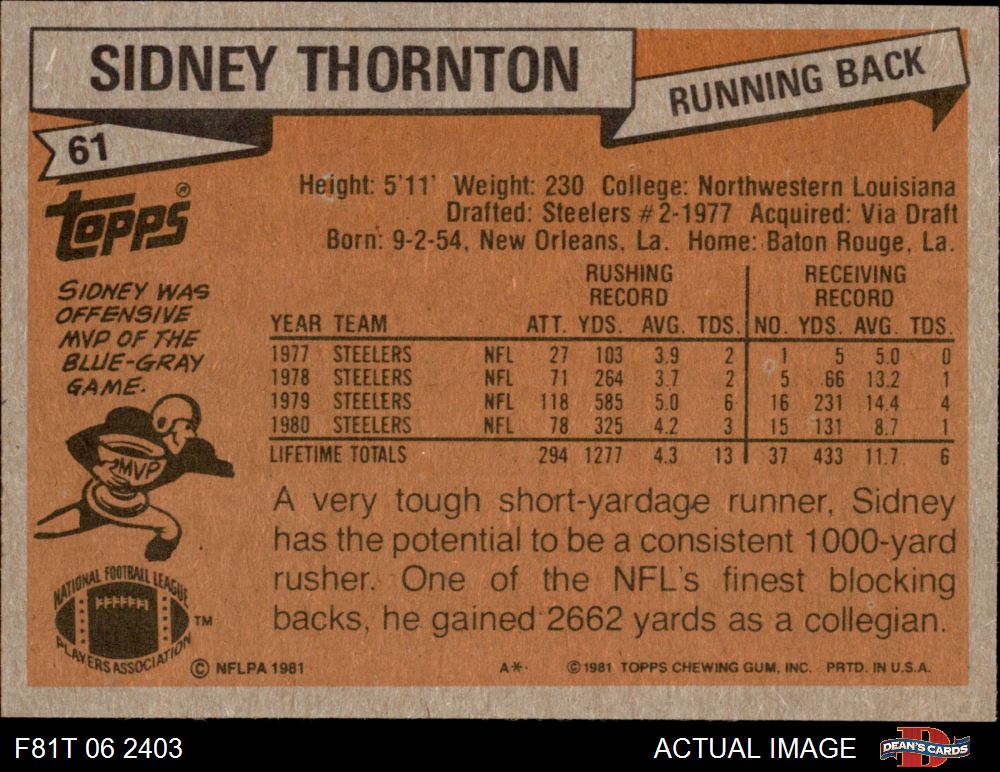 SIDNEY THORNTON
RUNNING BACK
61
TOPPS®
Height: 5'11' Weight: 230 College: Northwestern Louisiana
Drafted: Steelers #2-1977 Acquired: Via Draft
Born: 9-2-54, New Orleans, La. Home: Baton Rouge, La.
SIDNEY WAS
OFFENSIVE
MVP OF THE
BLUE-GRAY
GAME.
MVP
RUSHING RECEIVING
RECORD RECORD
YEAR TEAM ATT. YDS. AVG. TDS. NO. YDS. AVG. TDS.
1977 STEELERS NFL 27 103 3.9 2 1 5 5.0 0
1978 STEELERS NFL 71 264 3.7 2 5 66 13.2 1
1979 STEELERS NFL 118 585 5.0 6 16 231 14.4 4
1980 STEELERS NFL 78 325 4.2 3 15 131 8.7 1
LIFETIME TOTALS 294 1277 4.3 13 37 433 11.7 6
A very tough short-yardage runner, Sidney
has the potential to be a consistent 1000-yard
rusher. One of the NFL's finest blocking
backs, he gained 2662 yards as a collegian.
NATIONAL FOOTBALL LEAGUE
PLAYERS ASSOCIATION
TM
© NFLPA 1981
A*· ©1981 TOPPS CHEWING GUM, INC. PRTD. IN U.S.A.
F81T 06 2403
ACTUAL IMAGE
D
DEAN'S CARDS